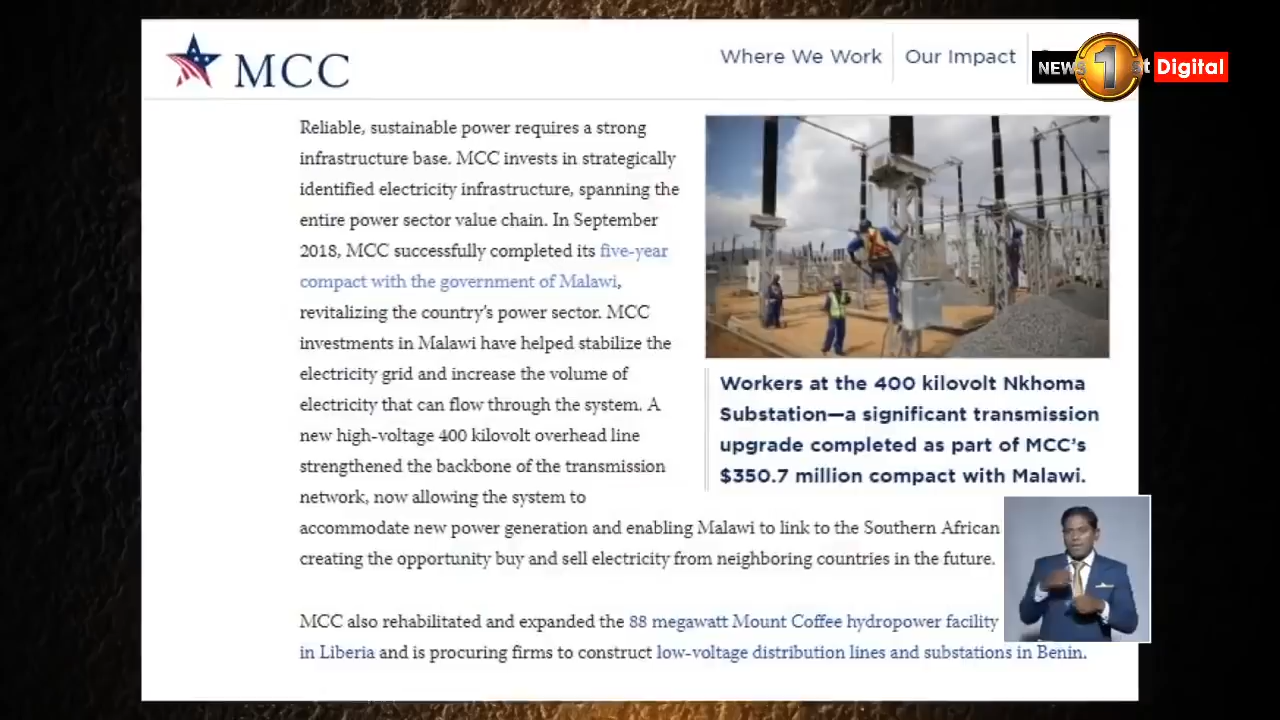 MCC
Where We Work
Our Impact
NEWS 1st Digital
Reliable, sustainable power requires a strong
infrastructure base. MCC invests in strategically
identified electricity infrastructure, spanning the
entire power sector value chain. In September
2018, MCC successfully completed its five-year
compact with the government of Malawi,
revitalizing the country's power sector. MCC
investments in Malawi have helped stabilize the
electricity grid and increase the volume of
electricity that can flow through the system. A
new high-voltage 400 kilovolt overhead line
strengthened the backbone of the transmission
network, now allowing the system to
accommodate new power generation and enabling Malawi to link to the Southern African
creating the opportunity buy and sell electricity from neighboring countries in the future.
Workers at the 400 kilovolt Nkhoma
Substation—a significant transmission
upgrade completed as part of MCC's
$350.7 million compact with Malawi.
MCC also rehabilitated and expanded the 88 megawatt Mount Coffee hydropower facility
in Liberia and is procuring firms to construct low-voltage distribution lines and substations in Benin.